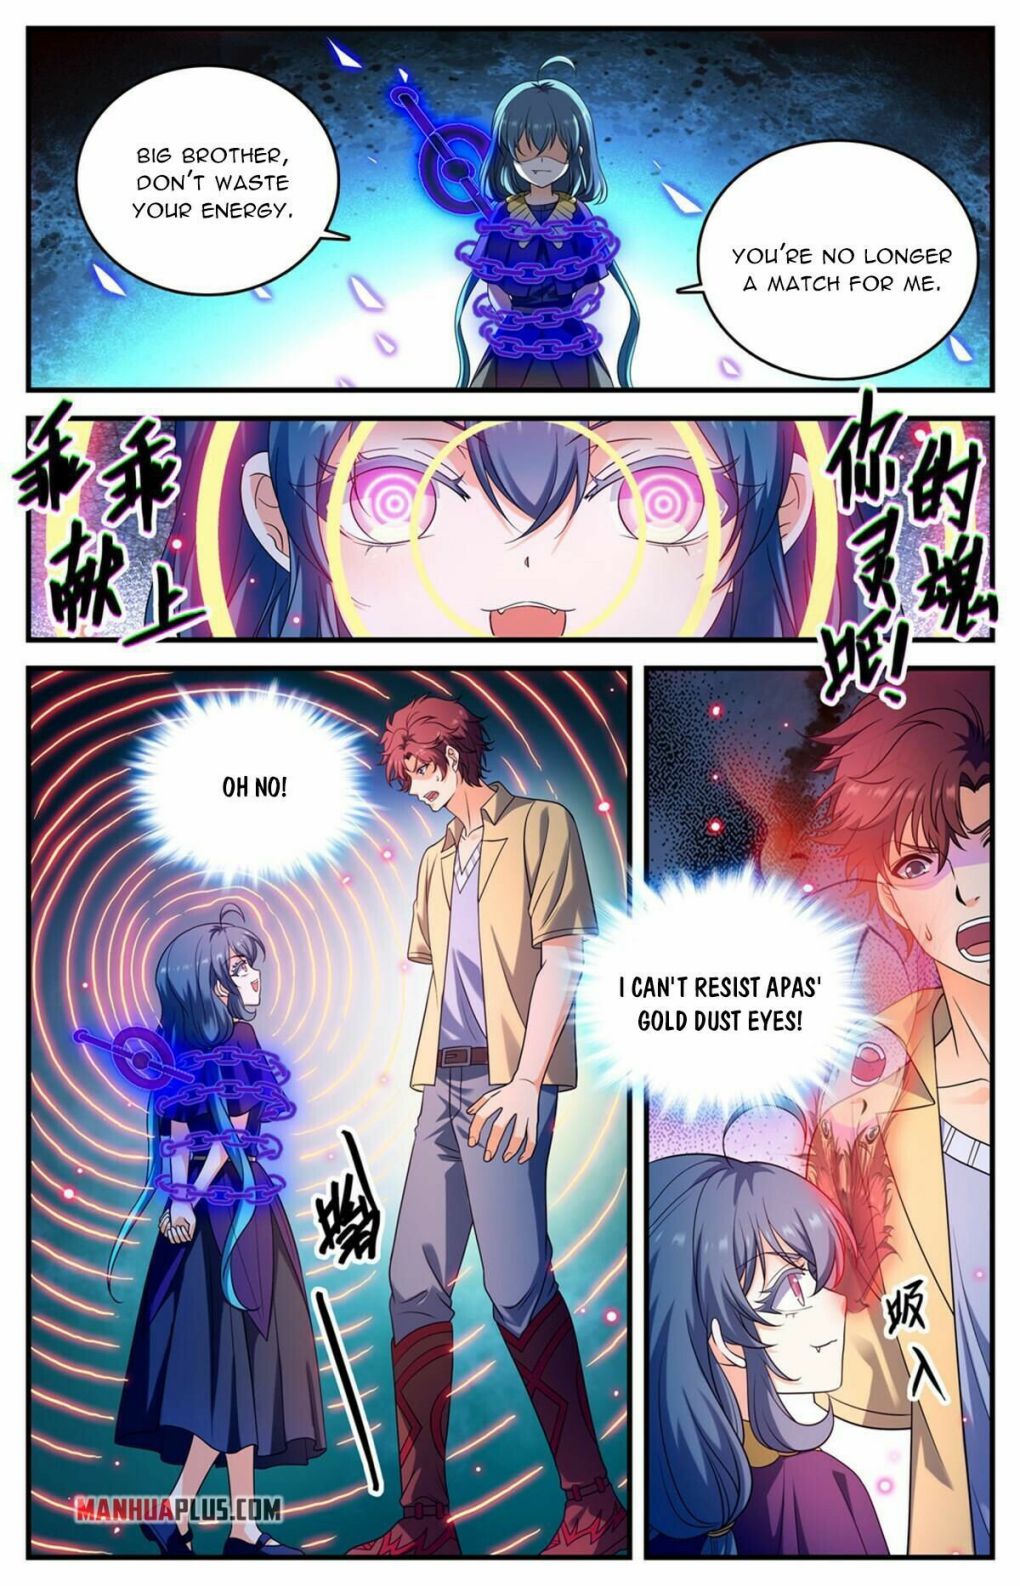 BIG BROTHER,
DON'T WASTE
YOUR ENERGY.
YOU'RE NO LONGER
A MATCH FOR ME.
乖乖
献上
你的
灵魂
吧!
OH NO!
I CAN'T RESIST APAS'
GOLD DUST EYES!
吸
入
MANHUAPLUS.COM